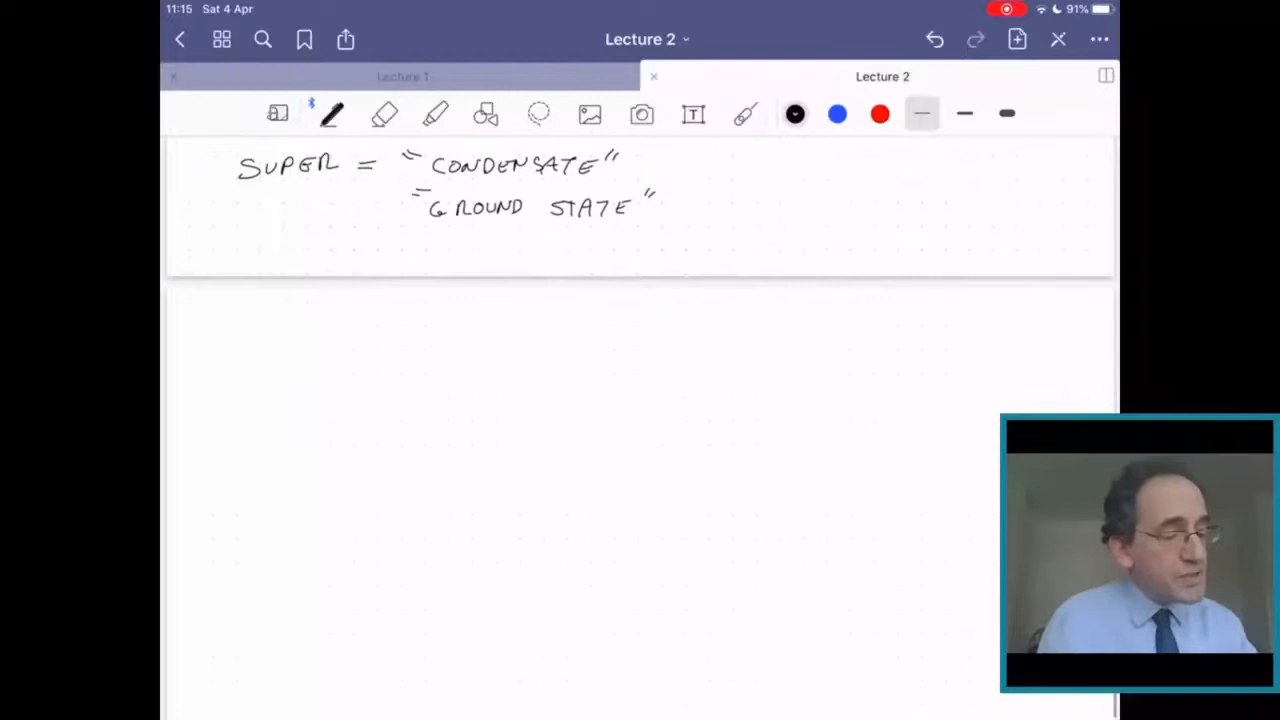 11:15 Sat 4 Apr
91%
Lecture 2
Lecture 1
Lecture 2
T
SUPER = "CONDENSATE"
"GROUND STATE"